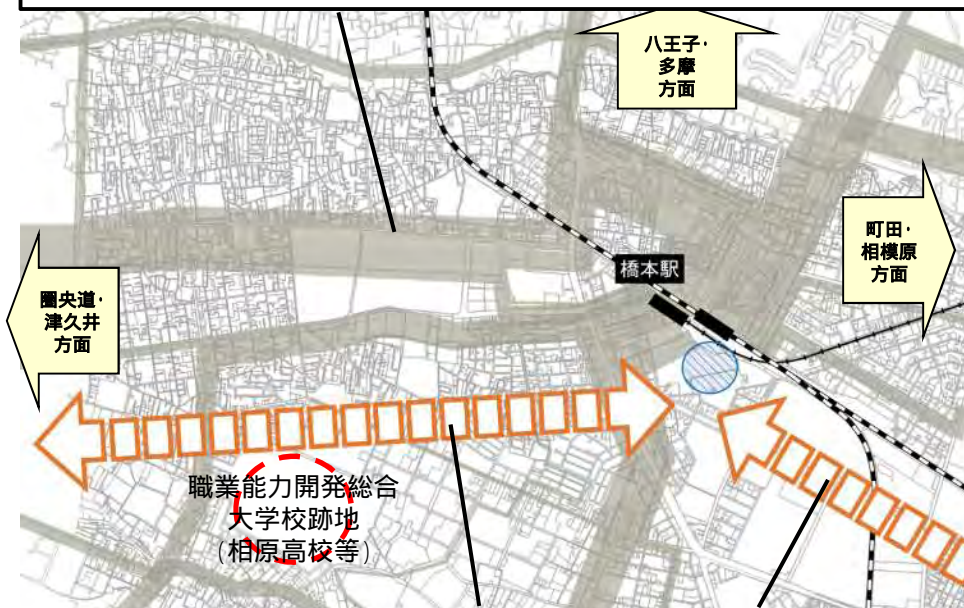 八王子・
多摩
方面
町田・
相模原
方面
橋本駅
圏央道・
津久井
方面
職業能力開発総合
大学校跡地
(相原高校等)